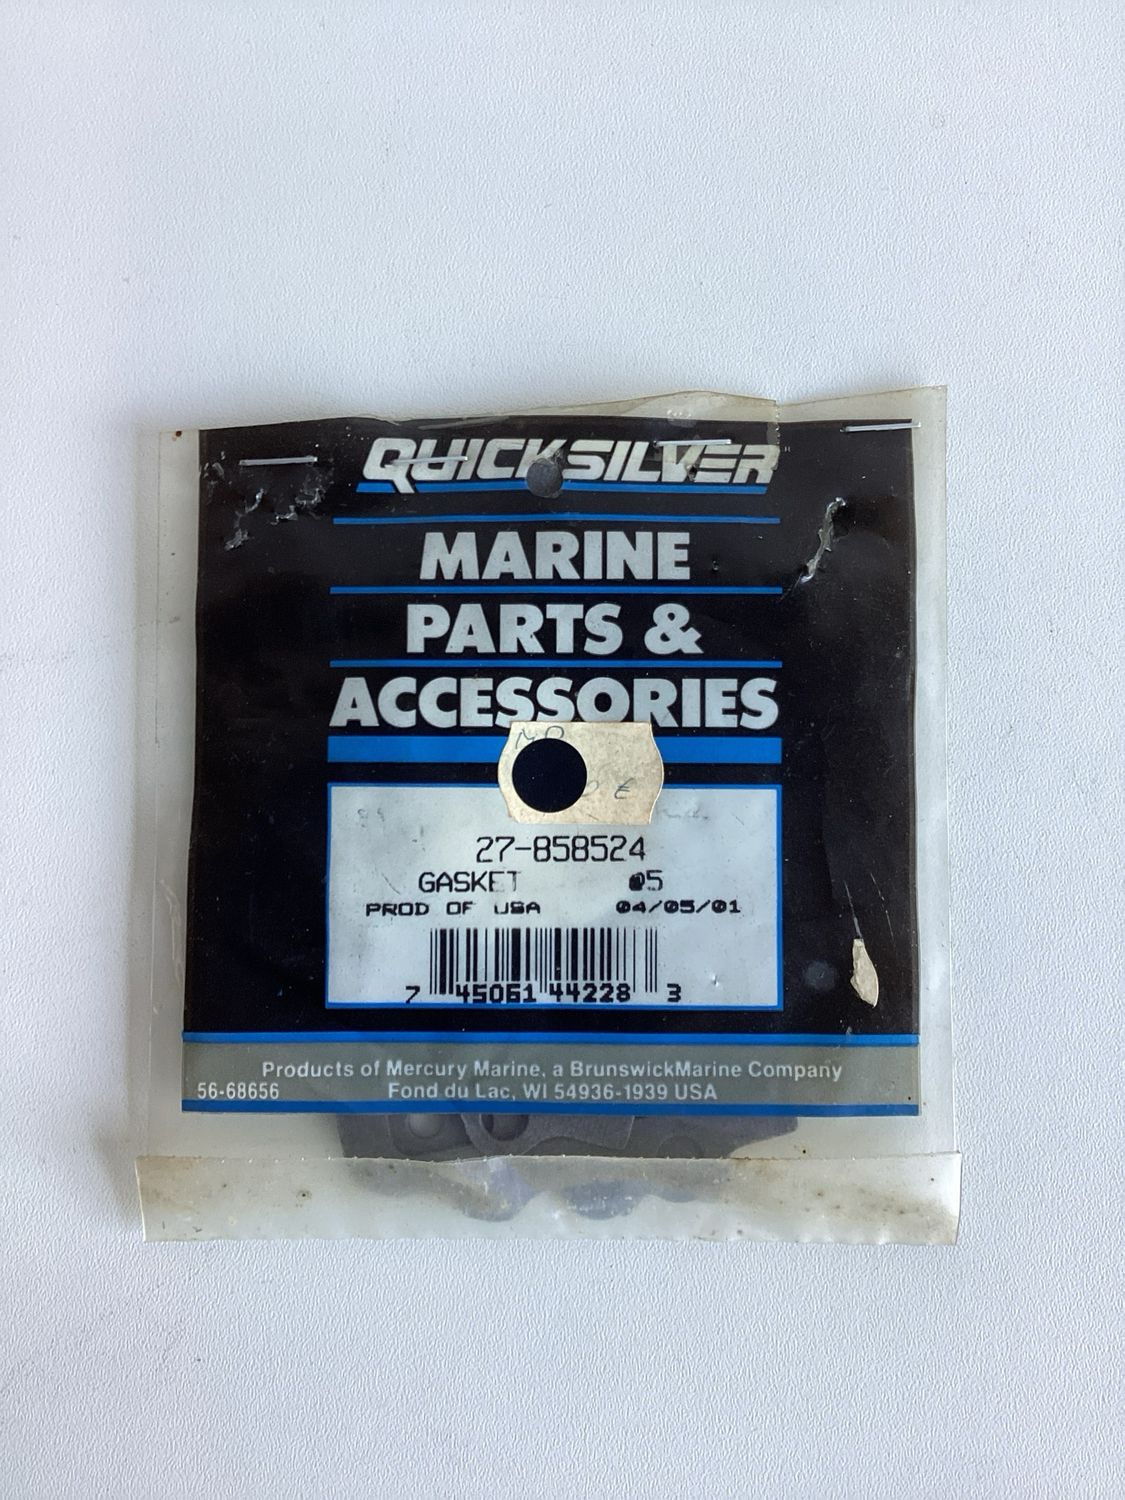 QUICKSILVER
MARINE
PARTS &
ACCESSORIES
27-858524
GASKET 05
PROD OF USA 04/05/01
7 45061 44228 3
Products of Mercury Marine, a BrunswickMarine Company
56-68656 Fond du Lac, WI 54936-1939 USA